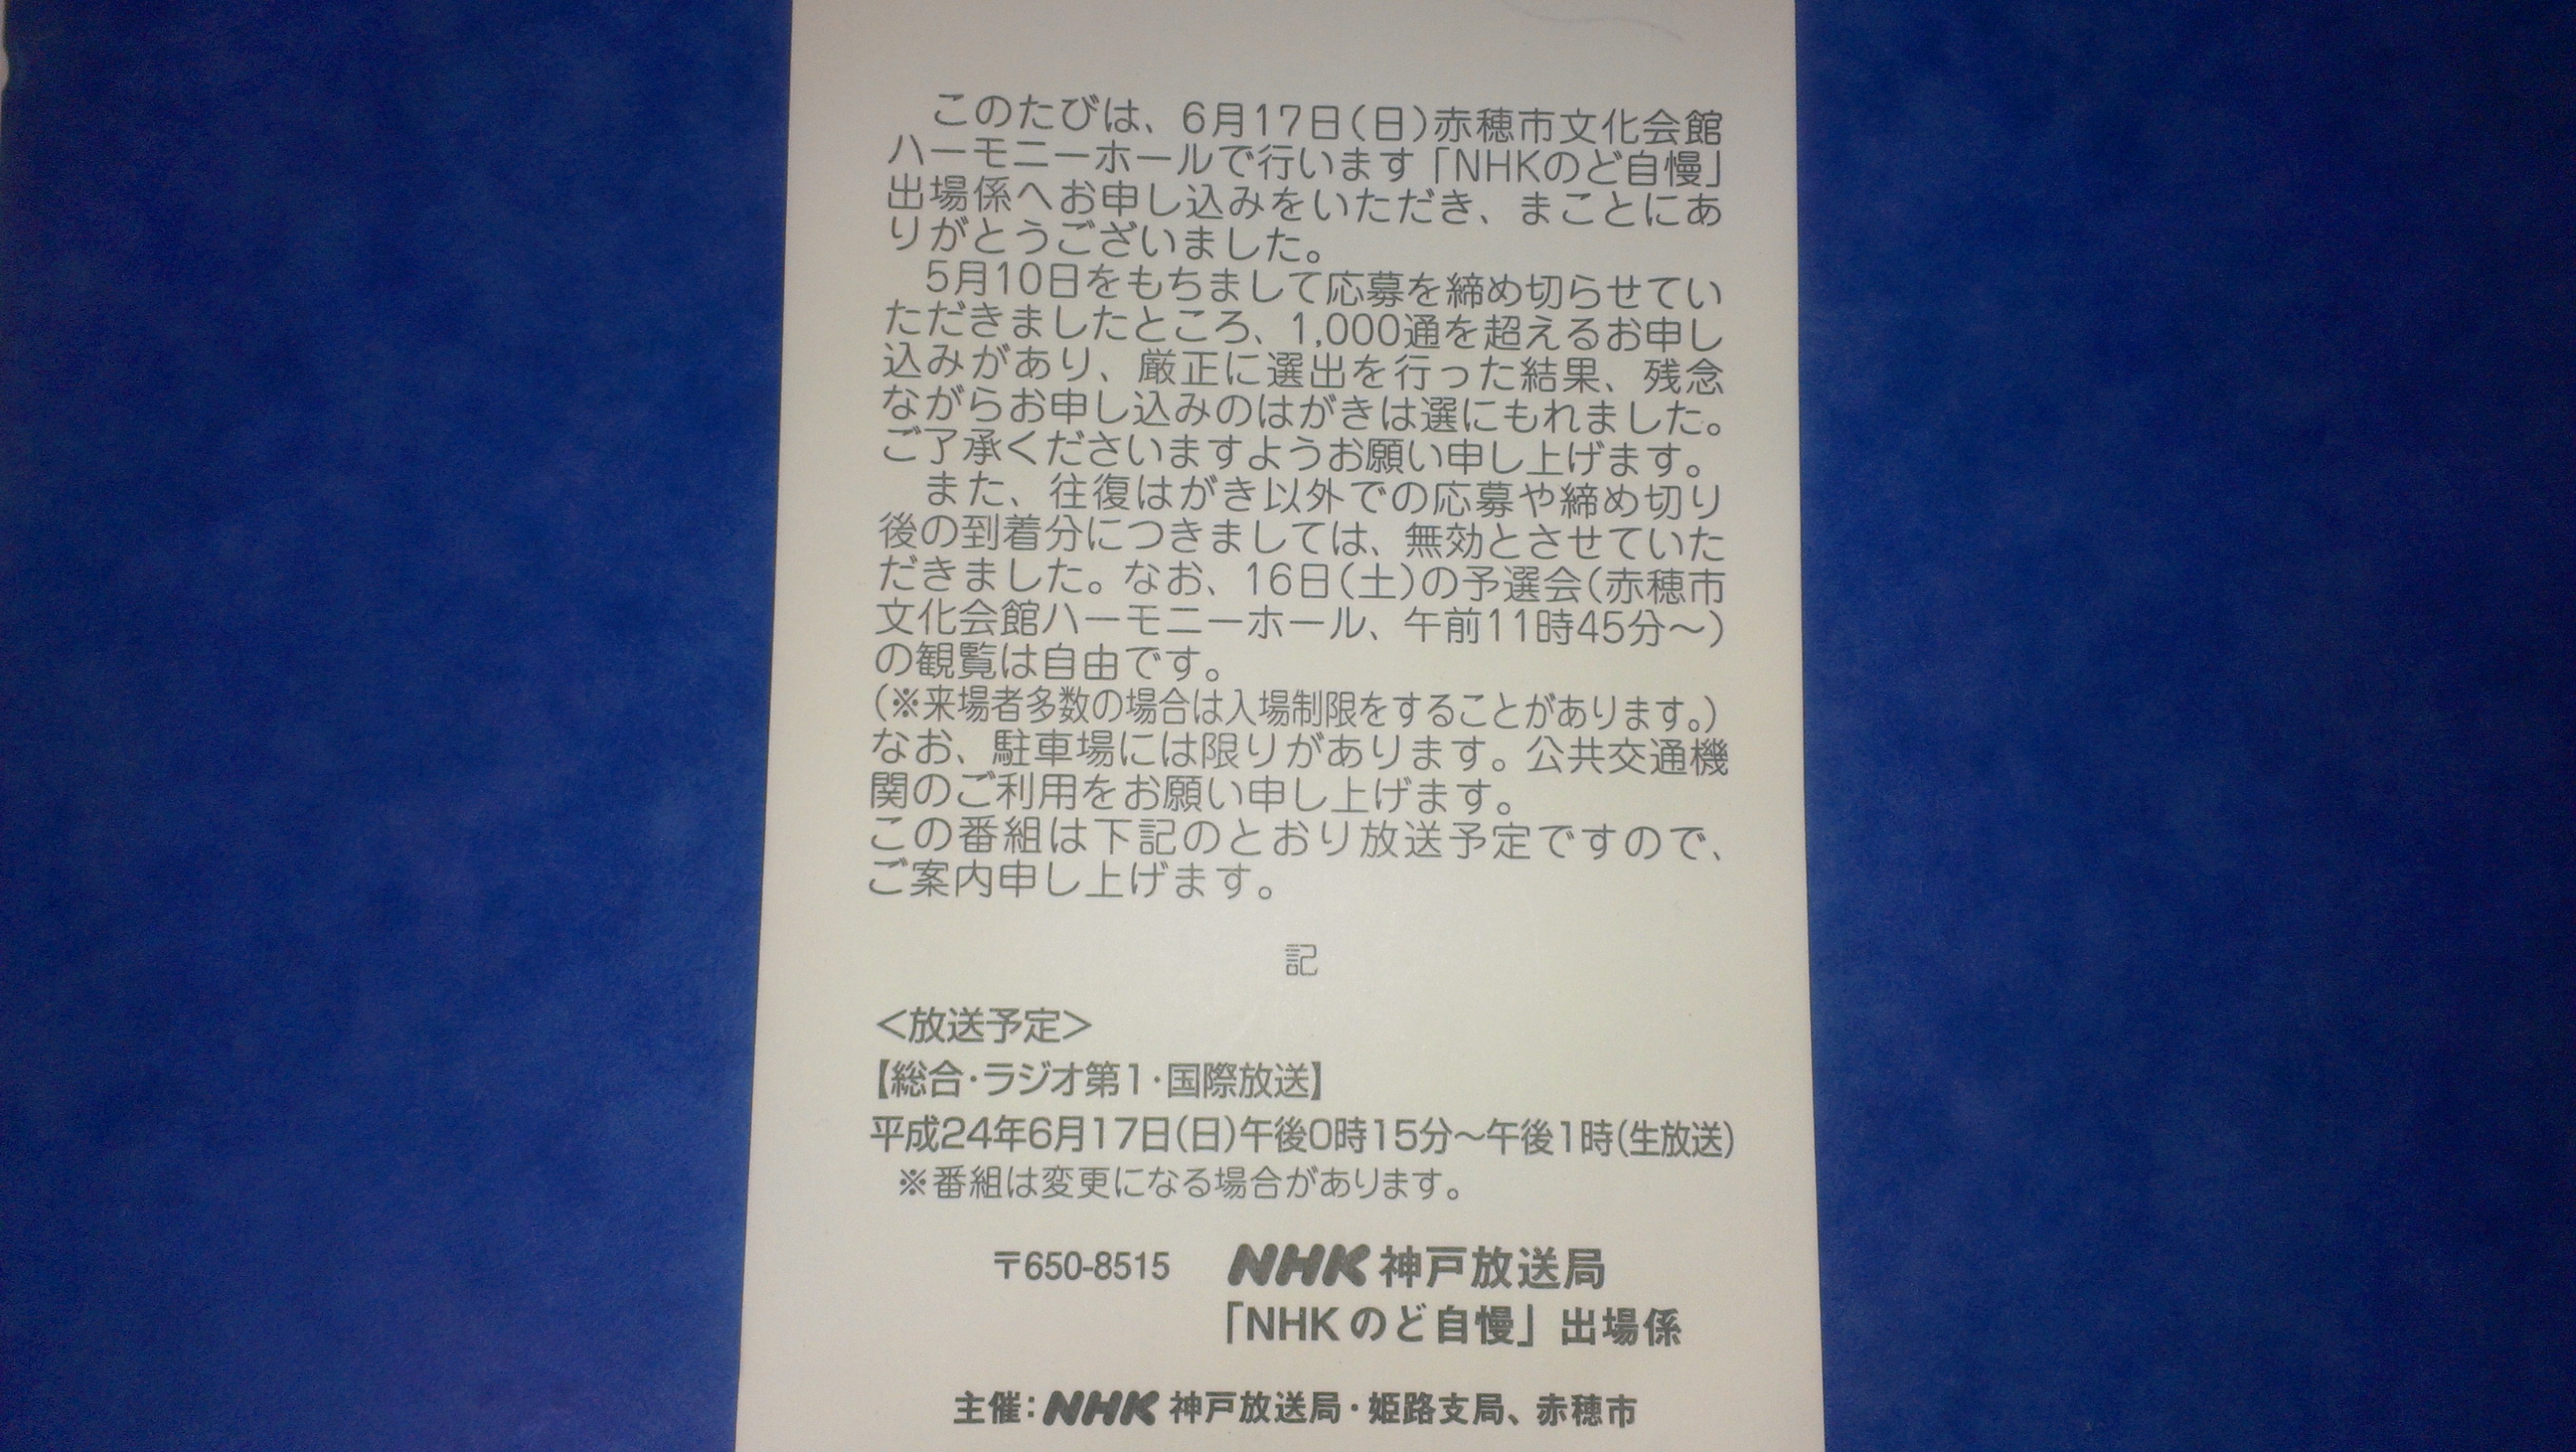 このたびは、6月17日(日)赤穂市文化会館
ハーモニーホールで行います「NHKのど自慢」
出場係へお申し込みをいただき、まことにあ
りがとうございました。
5月10日をもちまして応募を締め切らせてい
ただきましたところ、1,000通を超えるお申し
込みがあり、厳正に選出を行った結果、残念
ながらお申し込みのはがきは選にもれました。
ご了承くださいますようお願い申し上げます。
また、往復はがき以外での応募や締め切り
後の到着分につきましては、無効とさせていた
だきました。なお、16日(土)の予選会(赤穂市
文化会館ハーモニーホール、午前11時45分〜)
の観覧は自由です。
(※来場者多数の場合は入場制限をすることがあります。)
なお、駐車場には限りがあります。公共交通機
関のご利用をお願い申し上げます。
この番組は下記のとおり放送予定ですので、
ご案内申し上げます。
記
<放送予定>
【総合・ラジオ第1・国際放送】
平成24年6月17日(日)午後0時15分〜午後1時(生放送)
※番組は変更になる場合があります。
〒650-8515 NHK 神戸放送局
「NHKのど自慢」出場係
主催：NHK 神戸放送局・姫路支局、赤穂市